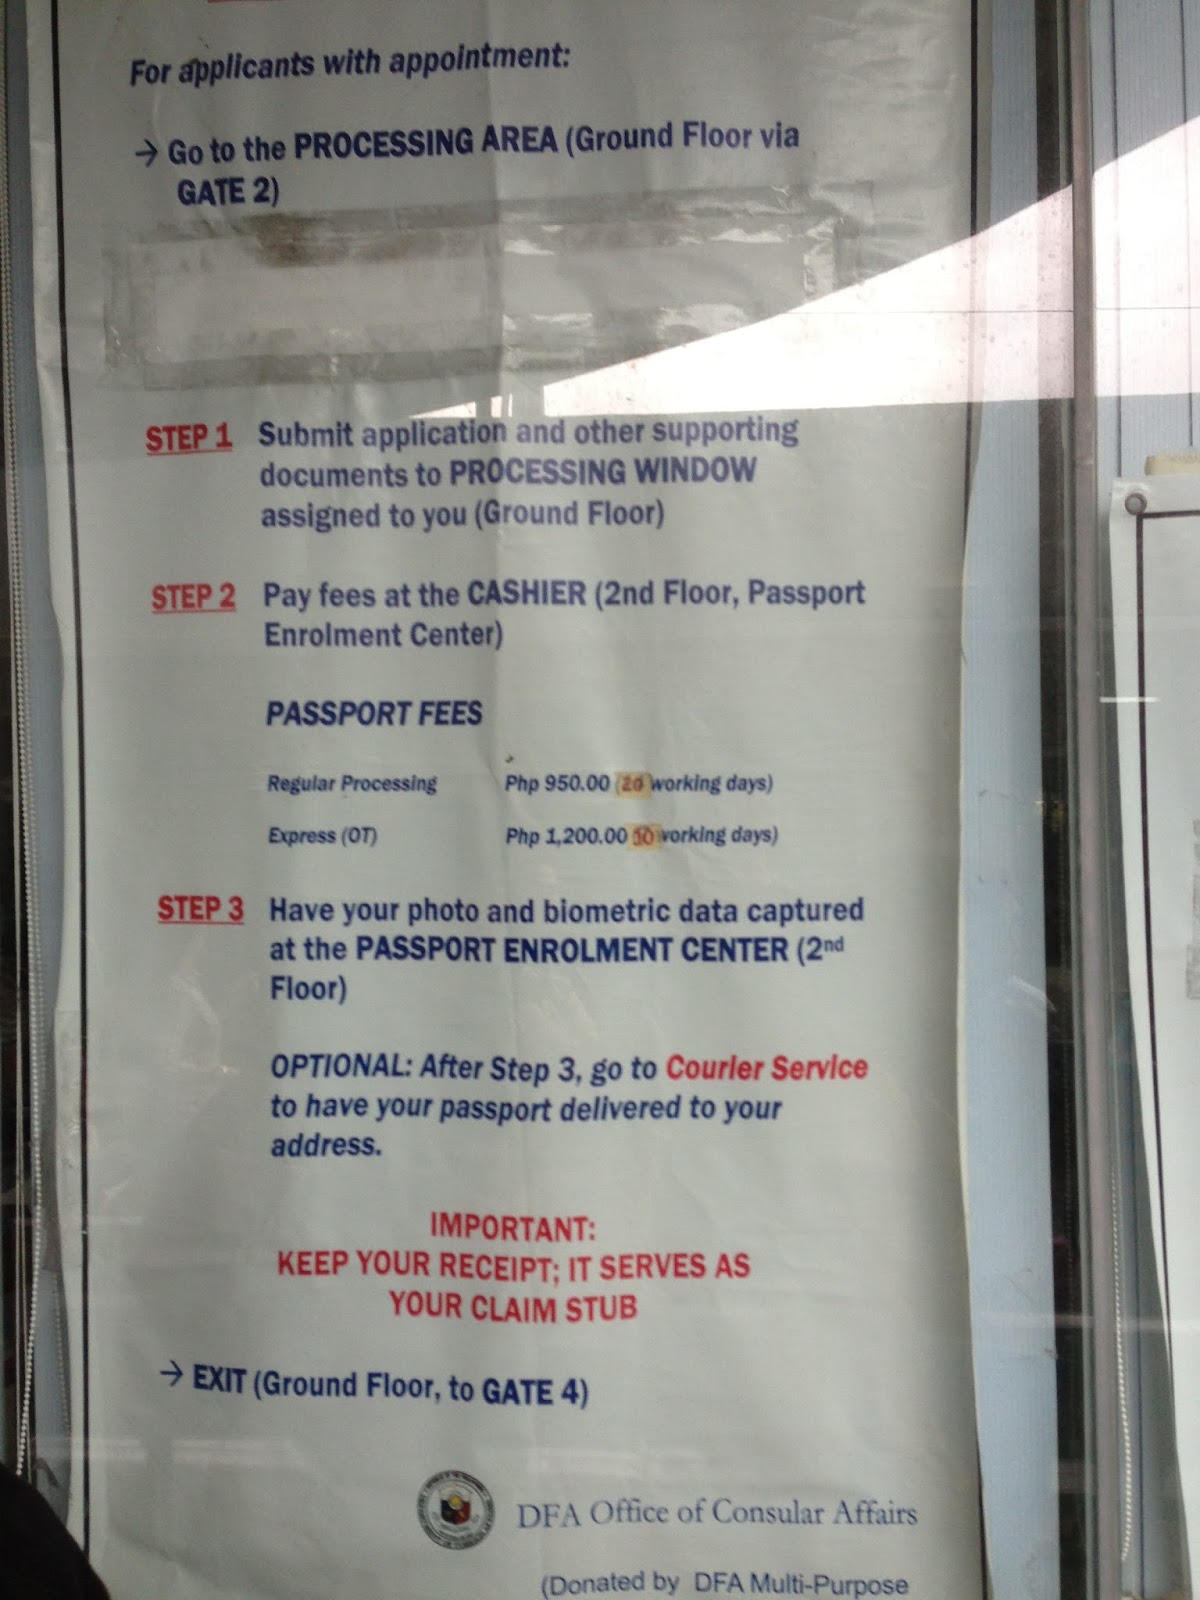 For applicants with appointment:
→ Go to the PROCESSING AREA (Ground Floor via
GATE 2)
STEP 1 Submit application and other supporting
documents to PROCESSING WINDOW
assigned to you (Ground Floor)
STEP 2 Pay fees at the CASHIER (2nd Floor, Passport
Enrolment Center)
PASSPORT FEES
Regular Processing Php 950.00 (20 working days)
Express (OT) Php 1,200.00 10 working days)
STEP 3 Have your photo and biometric data captured
at the PASSPORT ENROLMENT CENTER (2nd
Floor)
OPTIONAL: After Step 3, go to Courier Service
to have your passport delivered to your
address.
IMPORTANT:
KEEP YOUR RECEIPT; IT SERVES AS
YOUR CLAIM STUB
→ EXIT (Ground Floor, to GATE 4)
DFA Office of Consular Affairs
(Donated by DFA Multi-Purpose